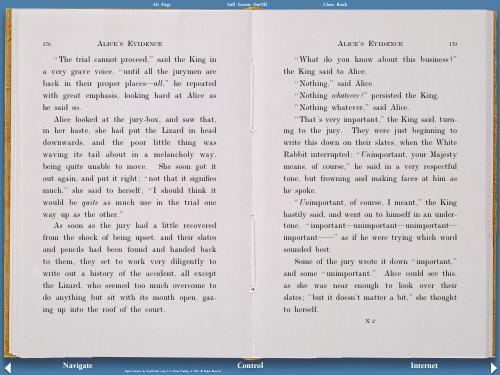 1st Page
Full Screen On/Off
Close Book
178
ALICE'S EVIDENCE
"The trial cannot proceed," said the King in
a very grave voice, "until all the jurymen are
back in their proper places—all," he repeated
with great emphasis, looking hard at Alice as
he said so.
Alice looked at the jury-box, and saw that,
in her haste, she had put the Lizard in head
downwards, and the poor little thing was
waving its tail about in a melancholy way,
being quite unable to move. She soon got it
out again, and put it right; "not that it signifies
much," she said to herself; "I should think it
would be quite as much use in the trial one
way up as the other."
As soon as the jury had a little recovered
from the shock of being upset, and their slates
and pencils had been found and handed back
to them, they set to work very diligently to
write out a history of the accident, all except
the Lizard, who seemed too much overcome to
do anything but sit with its mouth open, gaz-
ing up into the roof of the court.
ALICE'S EVIDENCE
179
"What do you know about this business?"
the King said to Alice.
"Nothing," said Alice.
"Nothing whatever?" persisted the King.
"Nothing whatever," said Alice.
"That's very important," the King said, turn-
ing to the jury. They were just beginning to
write this down on their slates, when the White
Rabbit interrupted: "Unimportant, your Majesty
means, of course," he said in a very respectful
tone, but frowning and making faces at him as
he spoke.
"Unimportant, of course, I meant," the King
hastily said, and went on to himself in an under-
tone, "important—unimportant—unimportant—
important——" as if he were trying which word
sounded best.
Some of the jury wrote it down "important,"
and some "unimportant." Alice could see this,
as she was near enough to look over their
slates; "but it doesn't matter a bit," she thought
to herself.
N 2
Navigate
Control
Internet